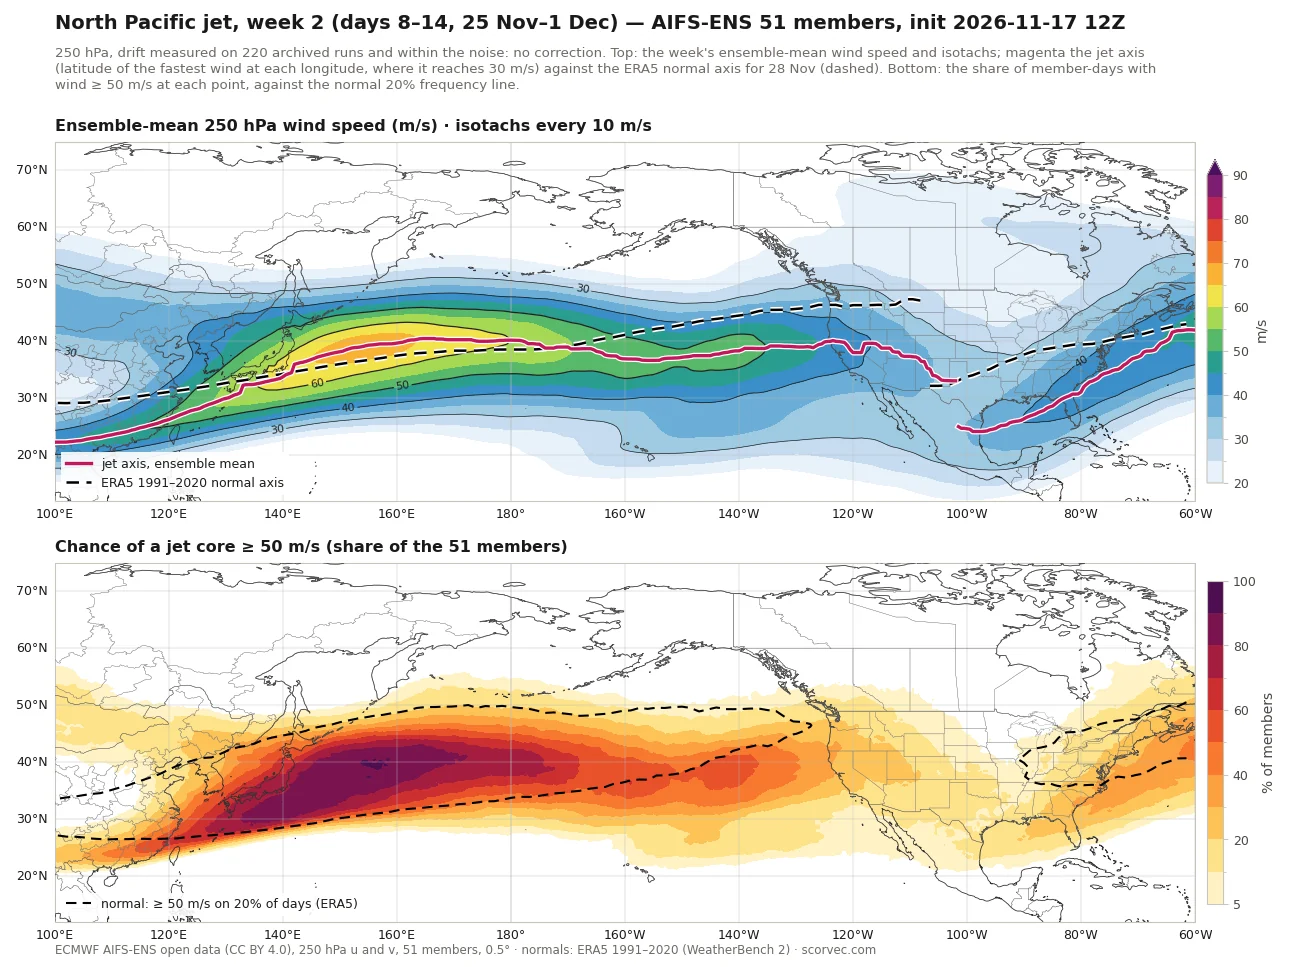 North Pacific jet, week 2 (days 8–14, 25 Nov–1 Dec) — AIFS-ENS 51 members, init 2026-11-17 12Z
250 hPa, drift measured on 220 archived runs and within the noise: no correction. Top: the week's ensemble-mean wind speed and isotachs; magenta the jet axis
(latitude of the fastest wind at each longitude, where it reaches 30 m/s) against the ERA5 normal axis for 28 Nov (dashed). Bottom: the share of member-days with
wind ≥ 50 m/s at each point, against the normal 20% frequency line.
Ensemble-mean 250 hPa wind speed (m/s) · isotachs every 10 m/s
70°N
60°N
50°N
40°N
30°N
20°N
30
30
60
50
40
30
40
jet axis, ensemble mean
ERA5 1991–2020 normal axis
100°E 120°E 140°E 160°E 180° 160°W 140°W 120°W 100°W 80°W 60°W
90
80
70
60
50
40
30
20
m/s
Chance of a jet core ≥ 50 m/s (share of the 51 members)
70°N
60°N
50°N
40°N
30°N
20°N
normal: ≥ 50 m/s on 20% of days (ERA5)
100°E 120°E 140°E 160°E 180° 160°W 140°W 120°W 100°W 80°W 60°W
100
80
60
40
20
5
% of members
ECMWF AIFS-ENS open data (CC BY 4.0), 250 hPa u and v, 51 members, 0.5° · normals: ERA5 1991–2020 (WeatherBench 2) · scorvec.com